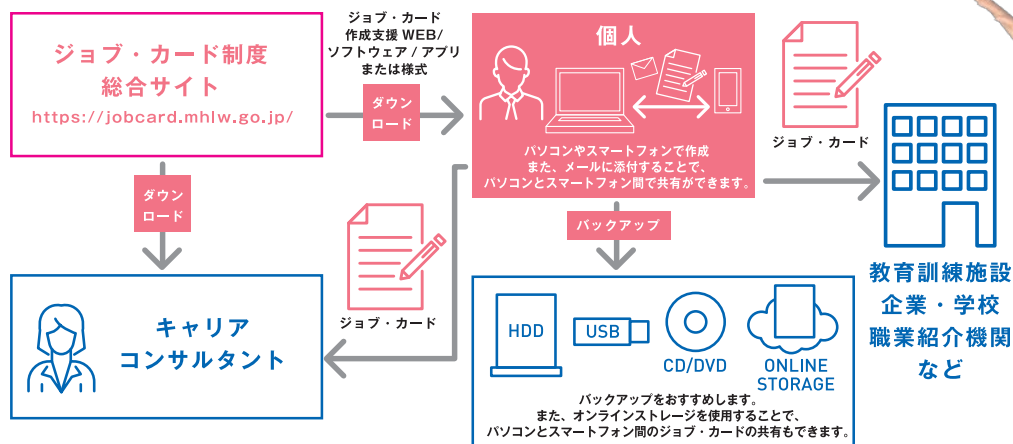 ジョブ・カード制度
総合サイト
https://jobcard.mhlw.go.jp/
ジョブ・カード
作成支援 WEB/
ソフトウェア / アプリ
または様式
ダウン
ロード
個人
パソコンやスマートフォンで作成
また、メールに添付することで、
パソコンとスマートフォン間で共有ができます。
ジョブ・カード
教育訓練施設
企業・学校
職業紹介機関
など
ダウン
ロード
キャリア
コンサルタント
ジョブ・カード
バックアップ
HDD
USB
CD/DVD
ONLINE
STORAGE
バックアップをおすすめします。
また、オンラインストレージを使用することで、
パソコンとスマートフォン間のジョブ・カードの共有もできます。